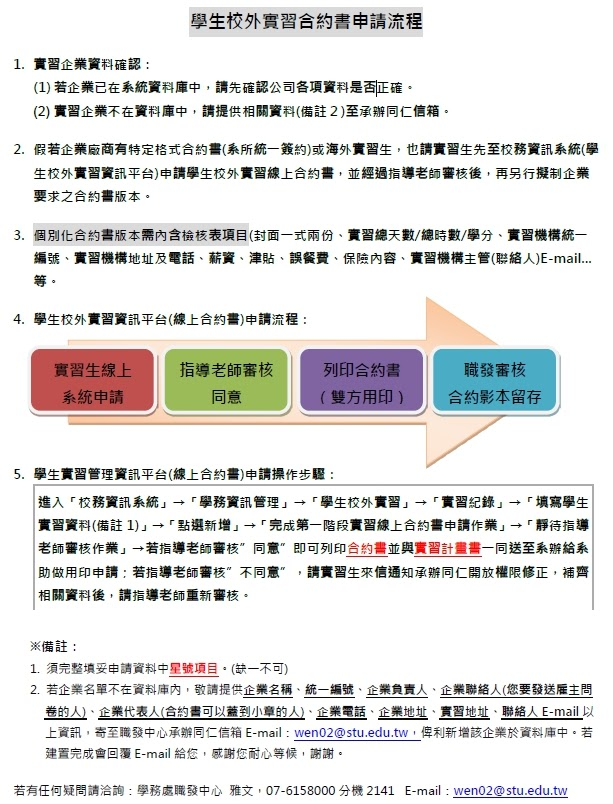 學生校外實習合約書申請流程
1. 實習企業資料確認：
(1) 若企業已在系統資料庫中，請先確認公司各項資料是否正確。
(2) 實習企業不在資料庫中，請提供相關資料(備註２)至承辦同仁信箱。
2. 假若企業廠商有特定格式合約書(系所統一簽約)或海外實習生，也請實習生先至校務資訊系統(學
生校外實習資訊平台)申請學生校外實習線上合約書，並經過指導老師審核後，再另行擬制企業
要求之合約書版本。
3. 個別化合約書版本需內含檢核表項目(封面一式兩份、實習總天數/總時數/學分、實習機構統一
編號、實習機構地址及電話、薪資、津貼、誤餐費、保險內容、實習機構主管(聯絡人)E-mail...
等。
4. 學生校外實習資訊平台(線上合約書)申請流程：
實習生線上
系統申請
指導老師審核
同意
列印合約書
（雙方用印）
職發審核
合約影本留存
5. 學生實習管理資訊平台(線上合約書)申請操作步驟：
進入「校務資訊系統」→「學務資訊管理」→「學生校外實習」→「實習紀錄」→「填寫學生
實習資料(備註1)」→「點選新增」→「完成第一階段實習線上合約書申請作業」→「靜待指導
老師審核作業」→若指導老師審核”同意”即可列印合約書並與實習計畫書一同送至系辦給系
助做用印申請；若指導老師審核”不同意”，請實習生來信通知承辦同仁開放權限修正，補齊
相關資料後，請指導老師重新審核。
※備註：
1. 須完整填妥申請資料中星號項目。(缺一不可)
2. 若企業名單不在資料庫內，敬請提供企業名稱、統一編號、企業負責人、企業聯絡人(您要發送雇主問
卷的人)、企業代表人(合約書可以蓋到小章的人)、企業電話、企業地址、實習地址、聯絡人 E-mail 以
上資訊，寄至職發中心承辦同仁信箱 E-mail：wen02@stu.edu.tw，俾利新增該企業於資料庫中。若
建置完成會回覆 E-mail 給您，感謝您耐心等候，謝謝。
若有任何疑問請洽詢：學務處職發中心 雅文，07-6158000 分機 2141 E-mail：wen02@stu.edu.tw